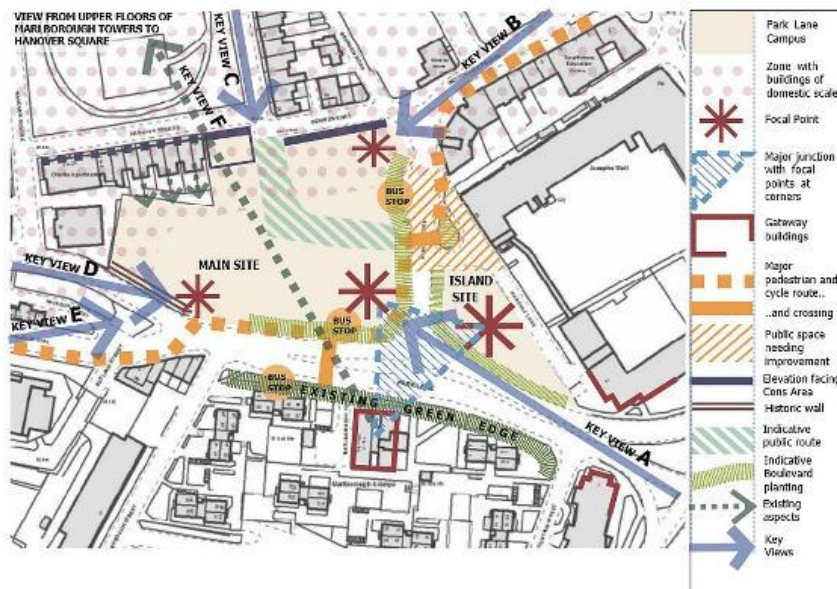 VIEW FROM UPPER FLOORS OF
MARLBOROUGH TOWERS TO
HANOVER SQUARE
KEY VIEW C
KEY VIEW B
KEY VIEW F
BUS
STOP
KEY VIEW D
MAIN SITE
ISLAND
SITE
KEY VIEW E
BUS
STOP
BUS
STOP
EXISTING GREEN EDGE
KEY VIEW A
Park Lane
Campus
Zone with
buildings of
domestic scale
Focal Point
Major junction
with focal
points at
corners
Gateway
buildings
Major
pedestrian and
cycle route..
..and crossing
Public space
needing
improvement
Elevation facing
Cons Area
Historic wall
Indicative
public route
Indicative
Boulevard
planting
Existing
aspects
Key
Views